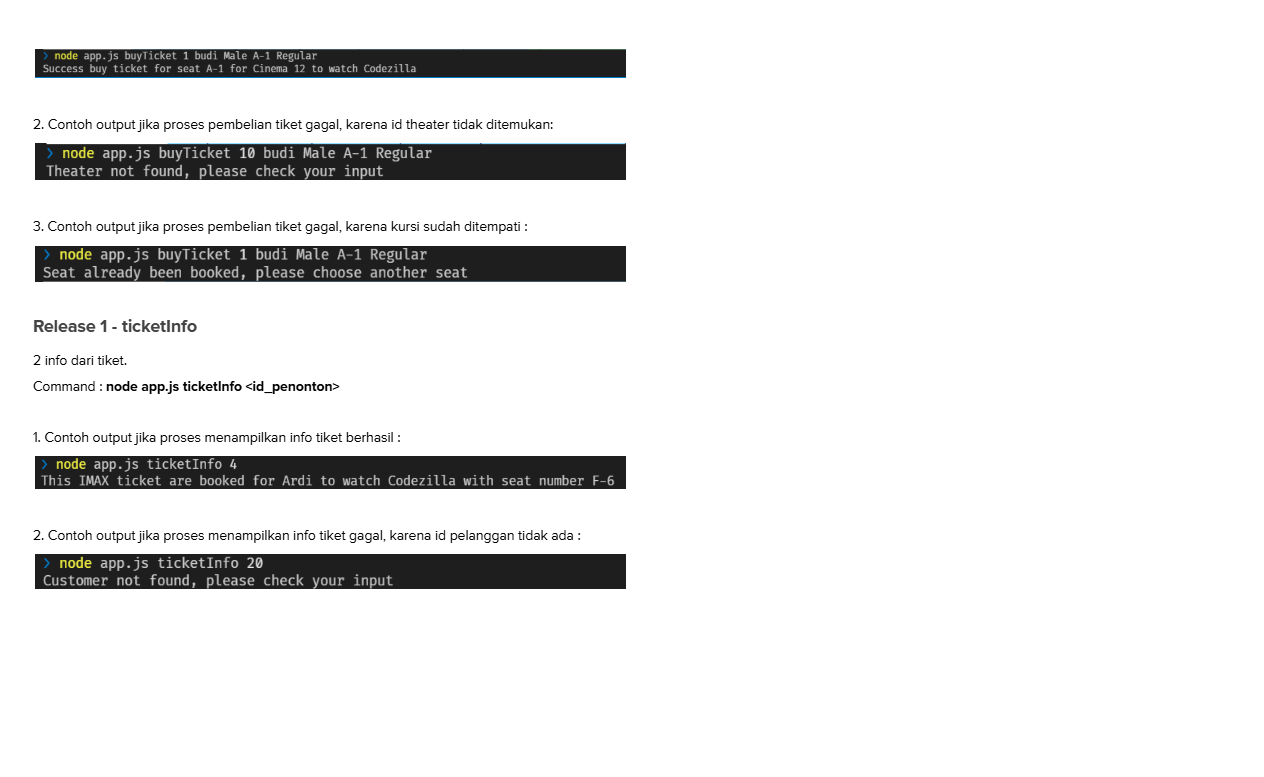 ❯ node app.js buyTicket 1 budi Male A-1 Regular
Success buy ticket for seat A-1 for Cinema 12 to watch Codezilla
2. Contoh output jika proses pembelian tiket gagal, karena id theater tidak ditemukan:
❯ node app.js buyTicket 10 budi Male A-1 Regular
Theater not found, please check your input
3. Contoh output jika proses pembelian tiket gagal, karena kursi sudah ditempati :
❯ node app.js buyTicket 1 budi Male A-1 Regular
Seat already been booked, please choose another seat
Release 1 - ticketInfo
2 info dari tiket.
Command : node app.js ticketInfo <id_penonton>
1. Contoh output jika proses menampilkan info tiket berhasil :
❯ node app.js ticketInfo 4
This IMAX ticket are booked for Ardi to watch Codezilla with seat number F-6
2. Contoh output jika proses menampilkan info tiket gagal, karena id pelanggan tidak ada :
❯ node app.js ticketInfo 20
Customer not found, please check your input